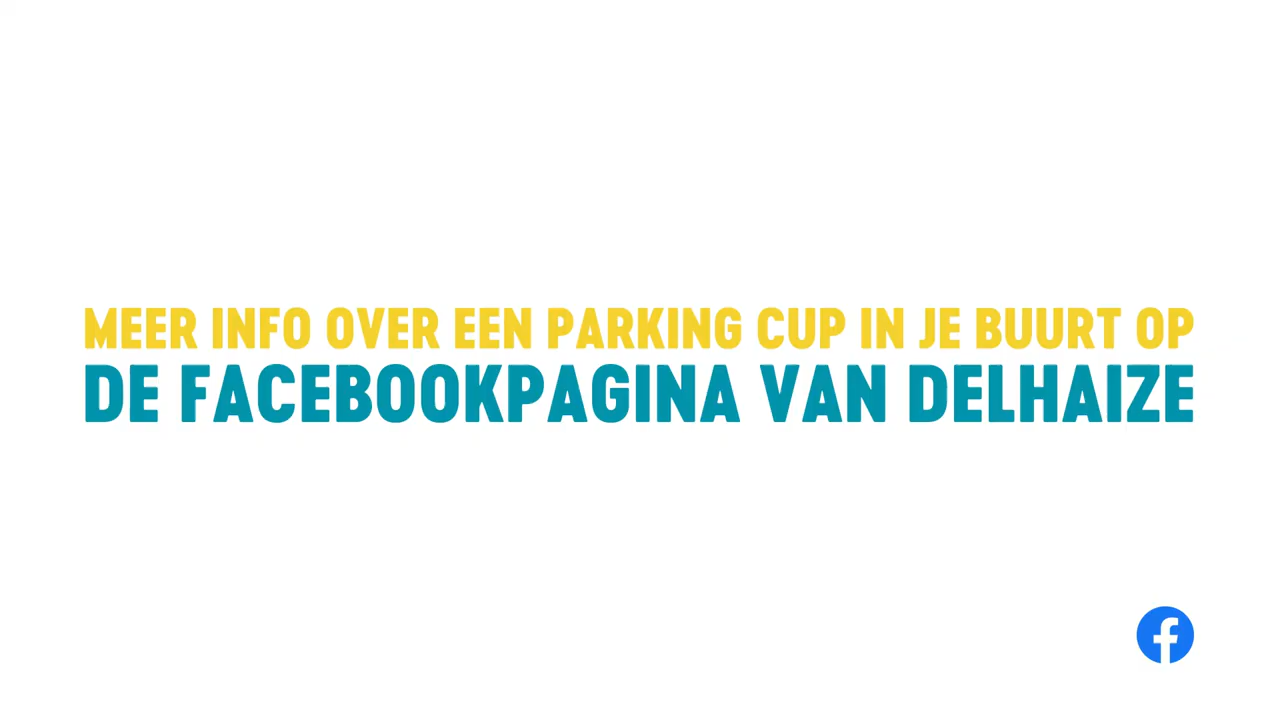 MEER INFO OVER EEN PARKING CUP IN JE BUURT OP
DE FACEBOOKPAGINA VAN DELHAIZE